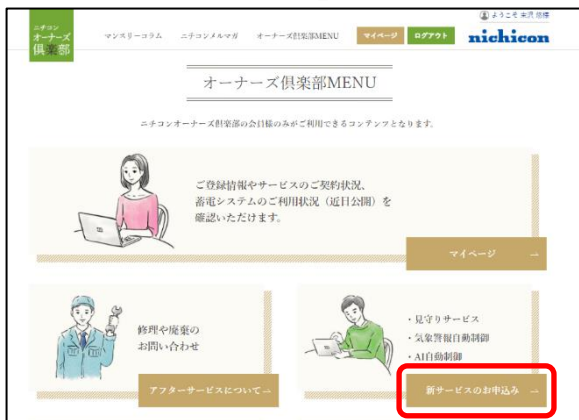 ようこそ
ニチコン
オーナーズ
倶楽部
マンスリーコラム
ニチコンメルマガ
オーナーズ倶楽部MENU
マイページ
ログアウト
nichicon
オーナーズ倶楽部MENU
ニチコンオーナーズ倶楽部の会員様のみがご利用できるコンテンツとなります。
ご登録情報やサービスのご契約状況、
蓄電システムのご利用状況（近日公開）を
確認いただけます。
マイページ →
修理や廃棄の
お問い合わせ
アフターサービスについて →
・見守りサービス
・気象警報自動制御
・AI自動制御
新サービスのお申込み →